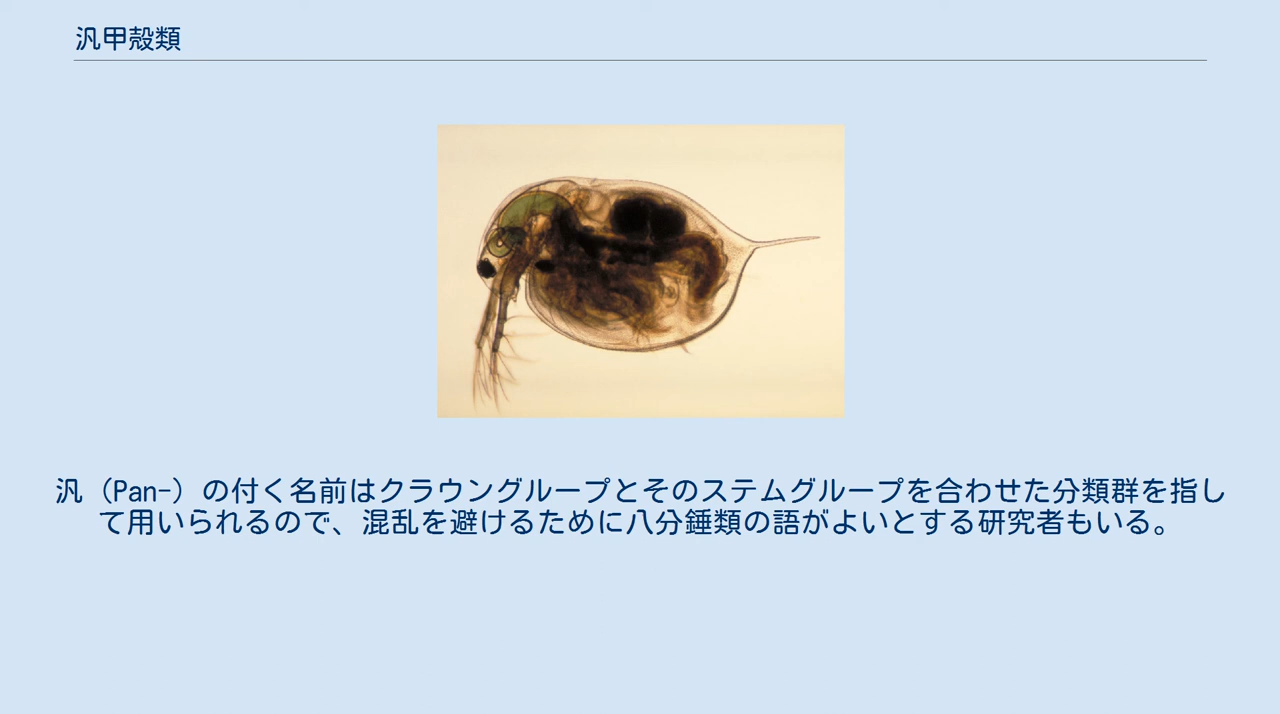 汎甲殻類
汎（Pan-）の付く名前はクラウングループとそのステムグループを合わせた分類群を指し
て用いられるので、混乱を避けるために八分錘類の語がよいとする研究者もいる。